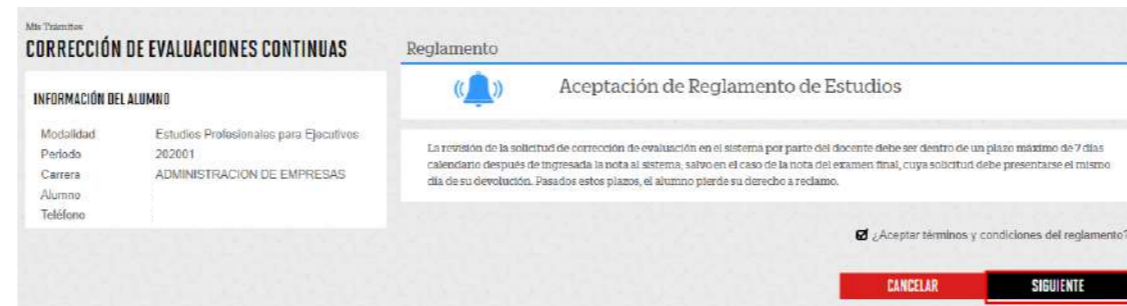 Mis Trámites
CORRECCIÓN DE EVALUACIONES CONTINUAS
INFORMACIÓN DEL ALUMNO
Modalidad Estudios Profesionales para Ejecutivos
Periodo 202001
Carrera ADMINISTRACION DE EMPRESAS
Alumno
Teléfono
Reglamento
Aceptación de Reglamento de Estudios
La revisión de la solicitud de corrección de evaluación en el sistema por parte del docente debe ser dentro de un plazo máximo de 7 días
calendario después de ingresada la nota al sistema, salvo en el caso de la nota del examen final, cuya solicitud debe presentarse el mismo
día de su devolución. Pasados estos plazos, el alumno pierde su derecho a reclamo.
¿Aceptar términos y condiciones del reglamento?
CANCELAR SIGUIENTE